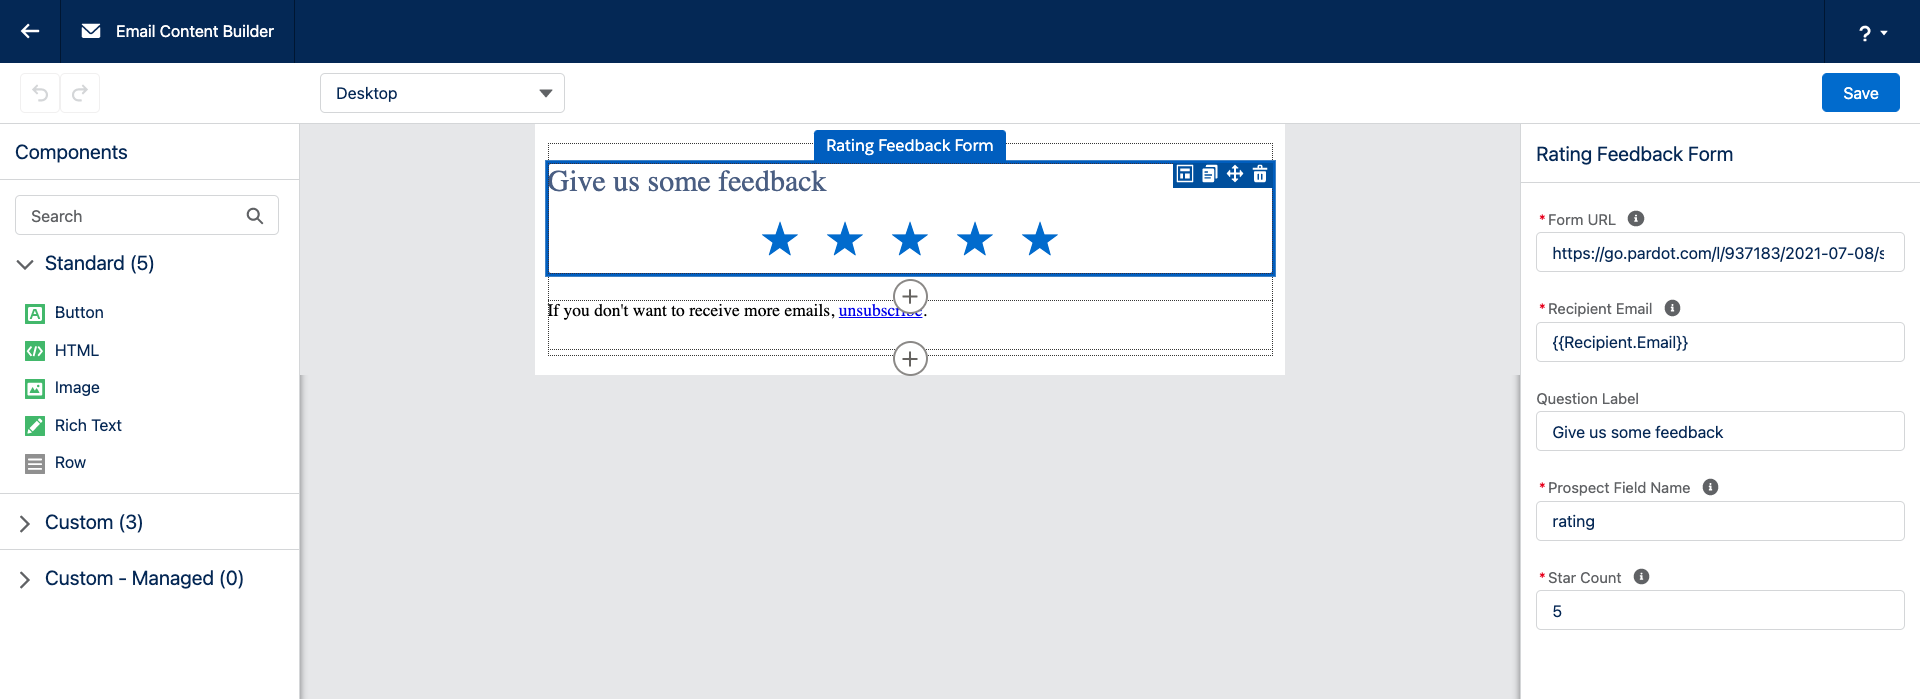 Email Content Builder
?
Desktop
Save
Components
Search
Standard (5)
Button
HTML
Image
Rich Text
Row
Custom (3)
Custom - Managed (0)
Rating Feedback Form
Give us some feedback
If you don't want to receive more emails, unsubscribe.
Rating Feedback Form
*Form URL
https://go.pardot.com/l/937183/2021-07-08/s
*Recipient Email
{{Recipient.Email}}
Question Label
Give us some feedback
*Prospect Field Name
rating
*Star Count
5